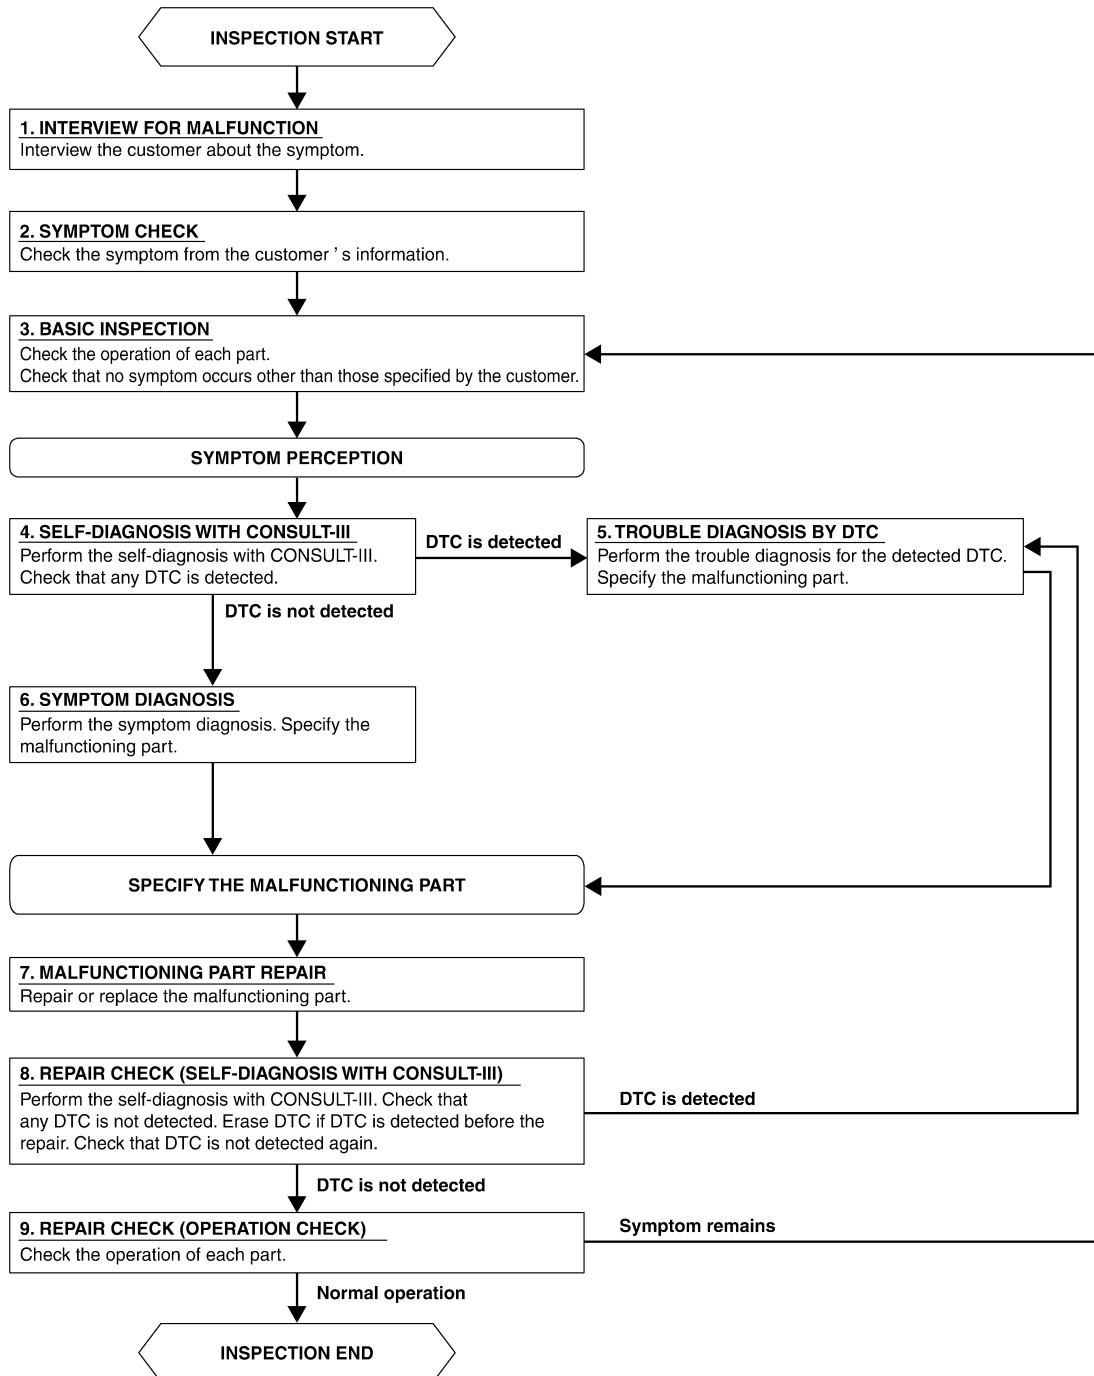 INSPECTION START
1. INTERVIEW FOR MALFUNCTION
Interview the customer about the symptom.
2. SYMPTOM CHECK
Check the symptom from the customer ' s information.
3. BASIC INSPECTION
Check the operation of each part.
Check that no symptom occurs other than those specified by the customer.
SYMPTOM PERCEPTION
4. SELF-DIAGNOSIS WITH CONSULT-III
Perform the self-diagnosis with CONSULT-III.
Check that any DTC is detected.
DTC is detected
5. TROUBLE DIAGNOSIS BY DTC
Perform the trouble diagnosis for the detected DTC.
Specify the malfunctioning part.
DTC is not detected
6. SYMPTOM DIAGNOSIS
Perform the symptom diagnosis. Specify the
malfunctioning part.
SPECIFY THE MALFUNCTIONING PART
7. MALFUNCTIONING PART REPAIR
Repair or replace the malfunctioning part.
8. REPAIR CHECK (SELF-DIAGNOSIS WITH CONSULT-III)
Perform the self-diagnosis with CONSULT-III. Check that
any DTC is not detected. Erase DTC if DTC is detected before the
repair. Check that DTC is not detected again.
DTC is detected
DTC is not detected
9. REPAIR CHECK (OPERATION CHECK)
Check the operation of each part.
Symptom remains
Normal operation
INSPECTION END